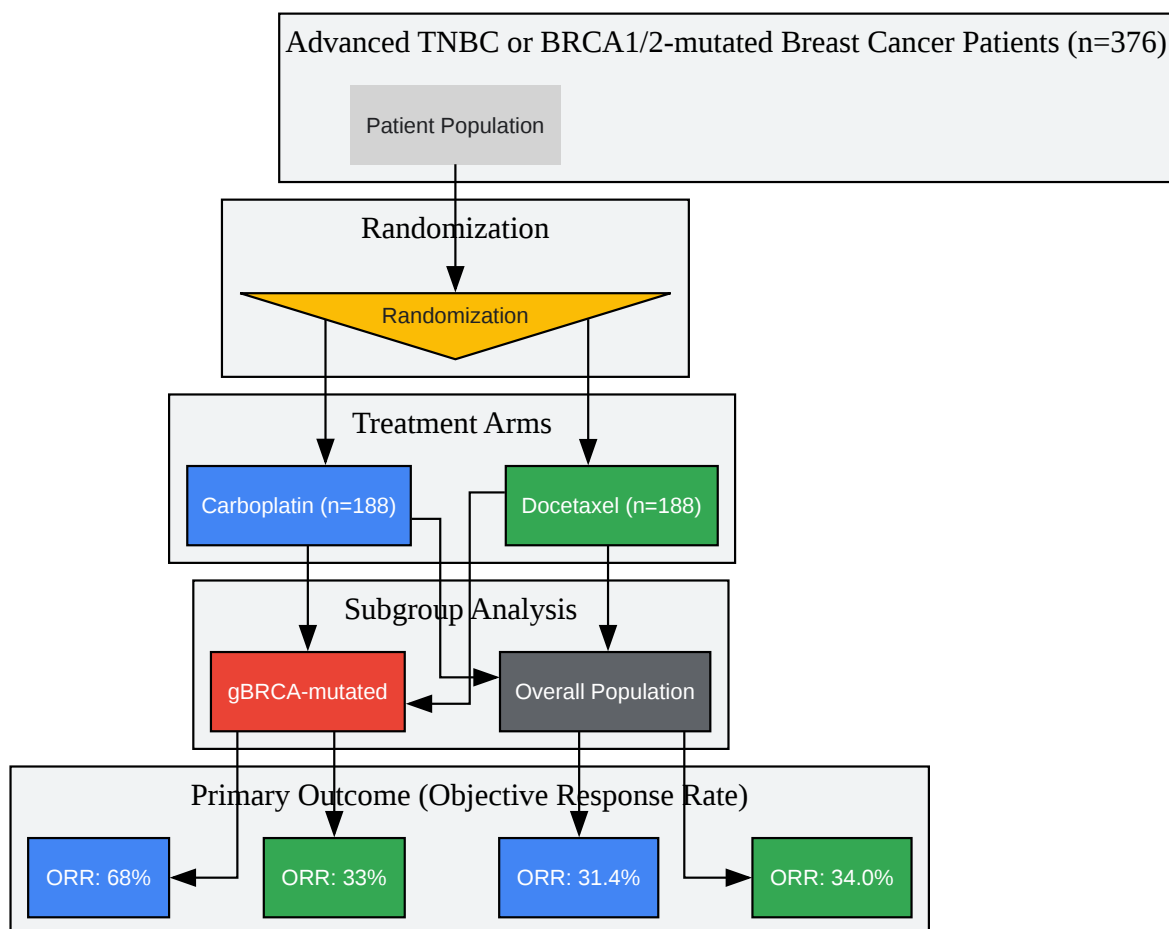 Advanced TNBC or BRCA1/2-mutated Breast Cancer Patients (n=376)
Patient Population
Randomization
Randomization
Treatment Arms
Carboplatin (n=188)
Docetaxel (n=188)
Subgroup Analysis
gBRCA-mutated
Overall Population
Primary Outcome (Objective Response Rate)
ORR: 68%
ORR: 33%
ORR: 31.4%
ORR: 34.0%